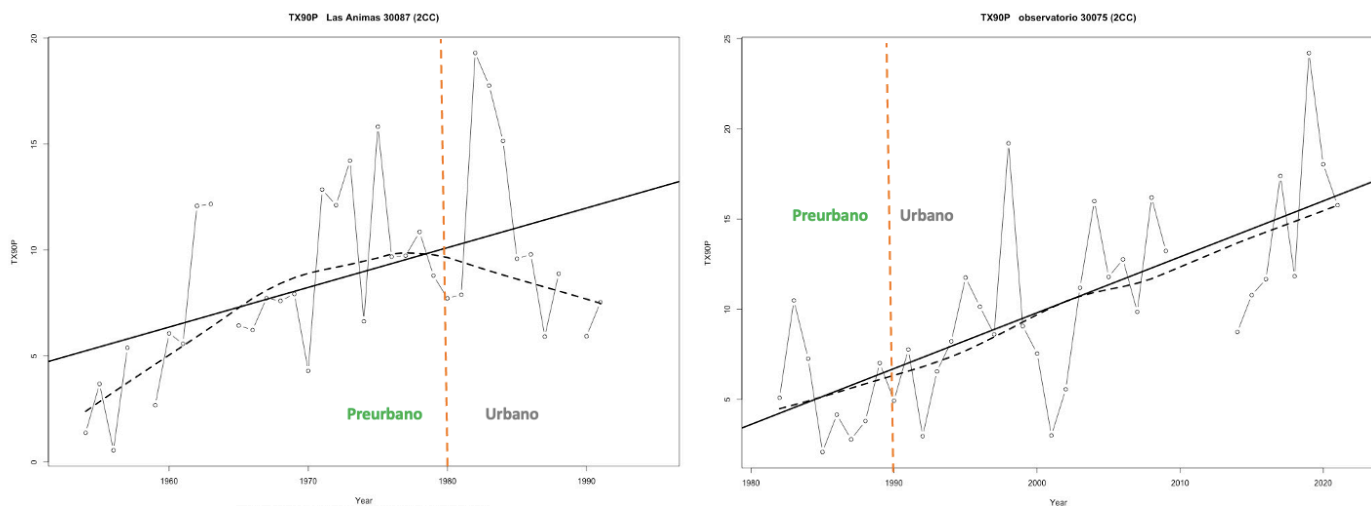 TX90P Las Animas 30087 (2CC)
20
15
10
5
0
TX90P
Preurbano
Urbano
1960
1970
1980
1990
Year
TX90P observatorio 30075 (2CC)
25
20
15
10
5
TX90P
Preurbano
Urbano
1980
1990
2000
2010
2020
Year